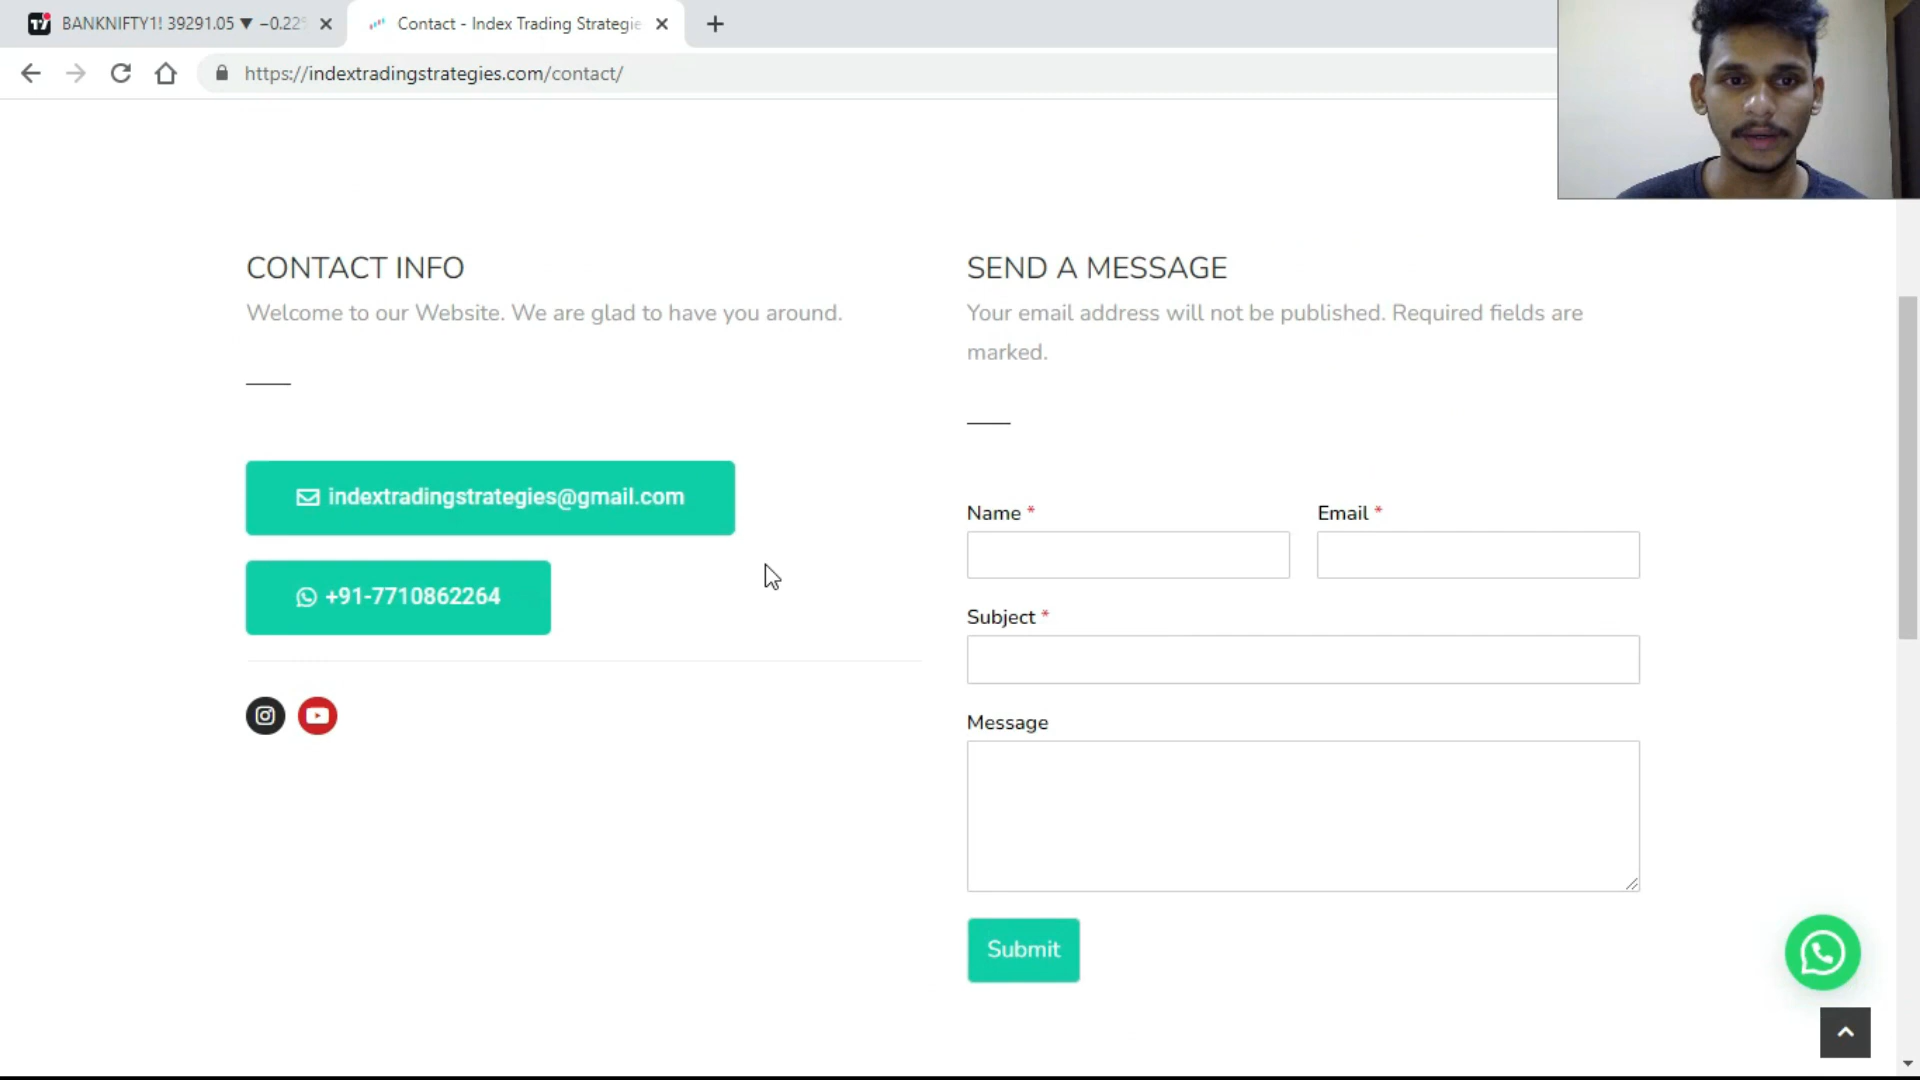 BANKNIFTY1! 39291.05 ▼ −0.22
Contact - Index Trading Strategie
https://indextradingstrategies.com/contact/
CONTACT INFO
Welcome to our Website. We are glad to have you around.
indextradingstrategies@gmail.com
+91-7710862264
SEND A MESSAGE
Your email address will not be published. Required fields are
marked.
Name *
Email *
Subject *
Message
Submit